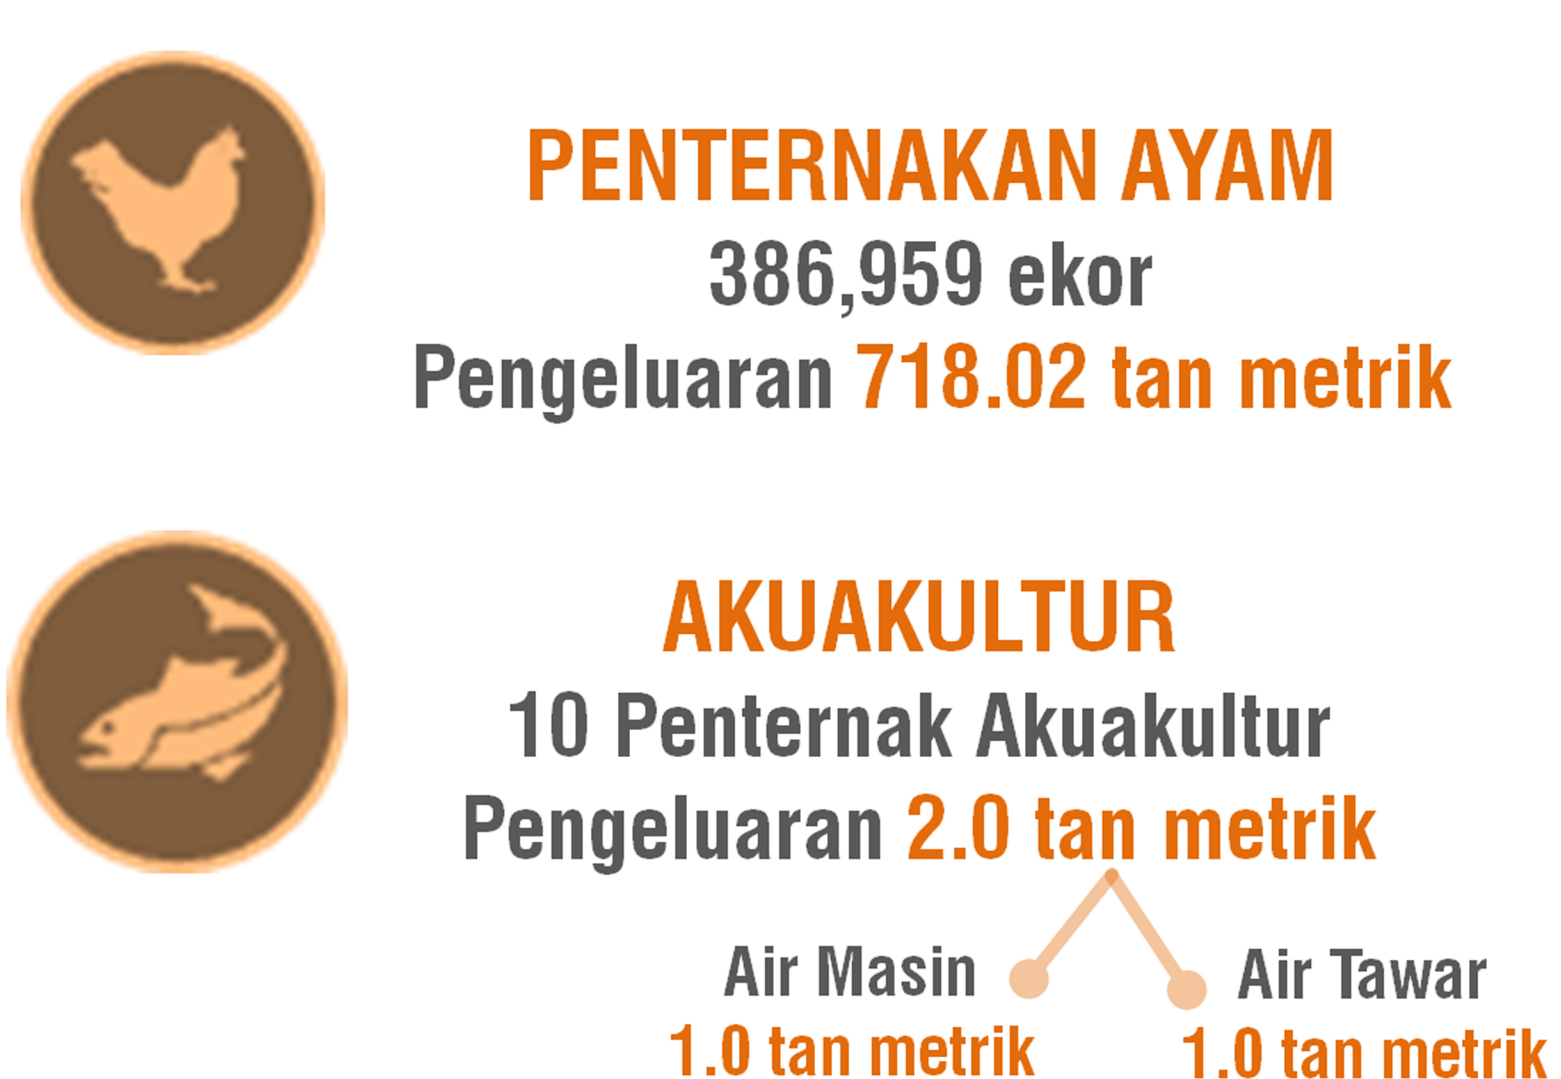 PENTERNAKAN AYAM
386,959 ekor
Pengeluaran 718.02 tan metrik
AKUAKULTUR
10 Penternak Akuakultur
Pengeluaran 2.0 tan metrik
Air Masin
1.0 tan metrik
Air Tawar
1.0 tan metrik